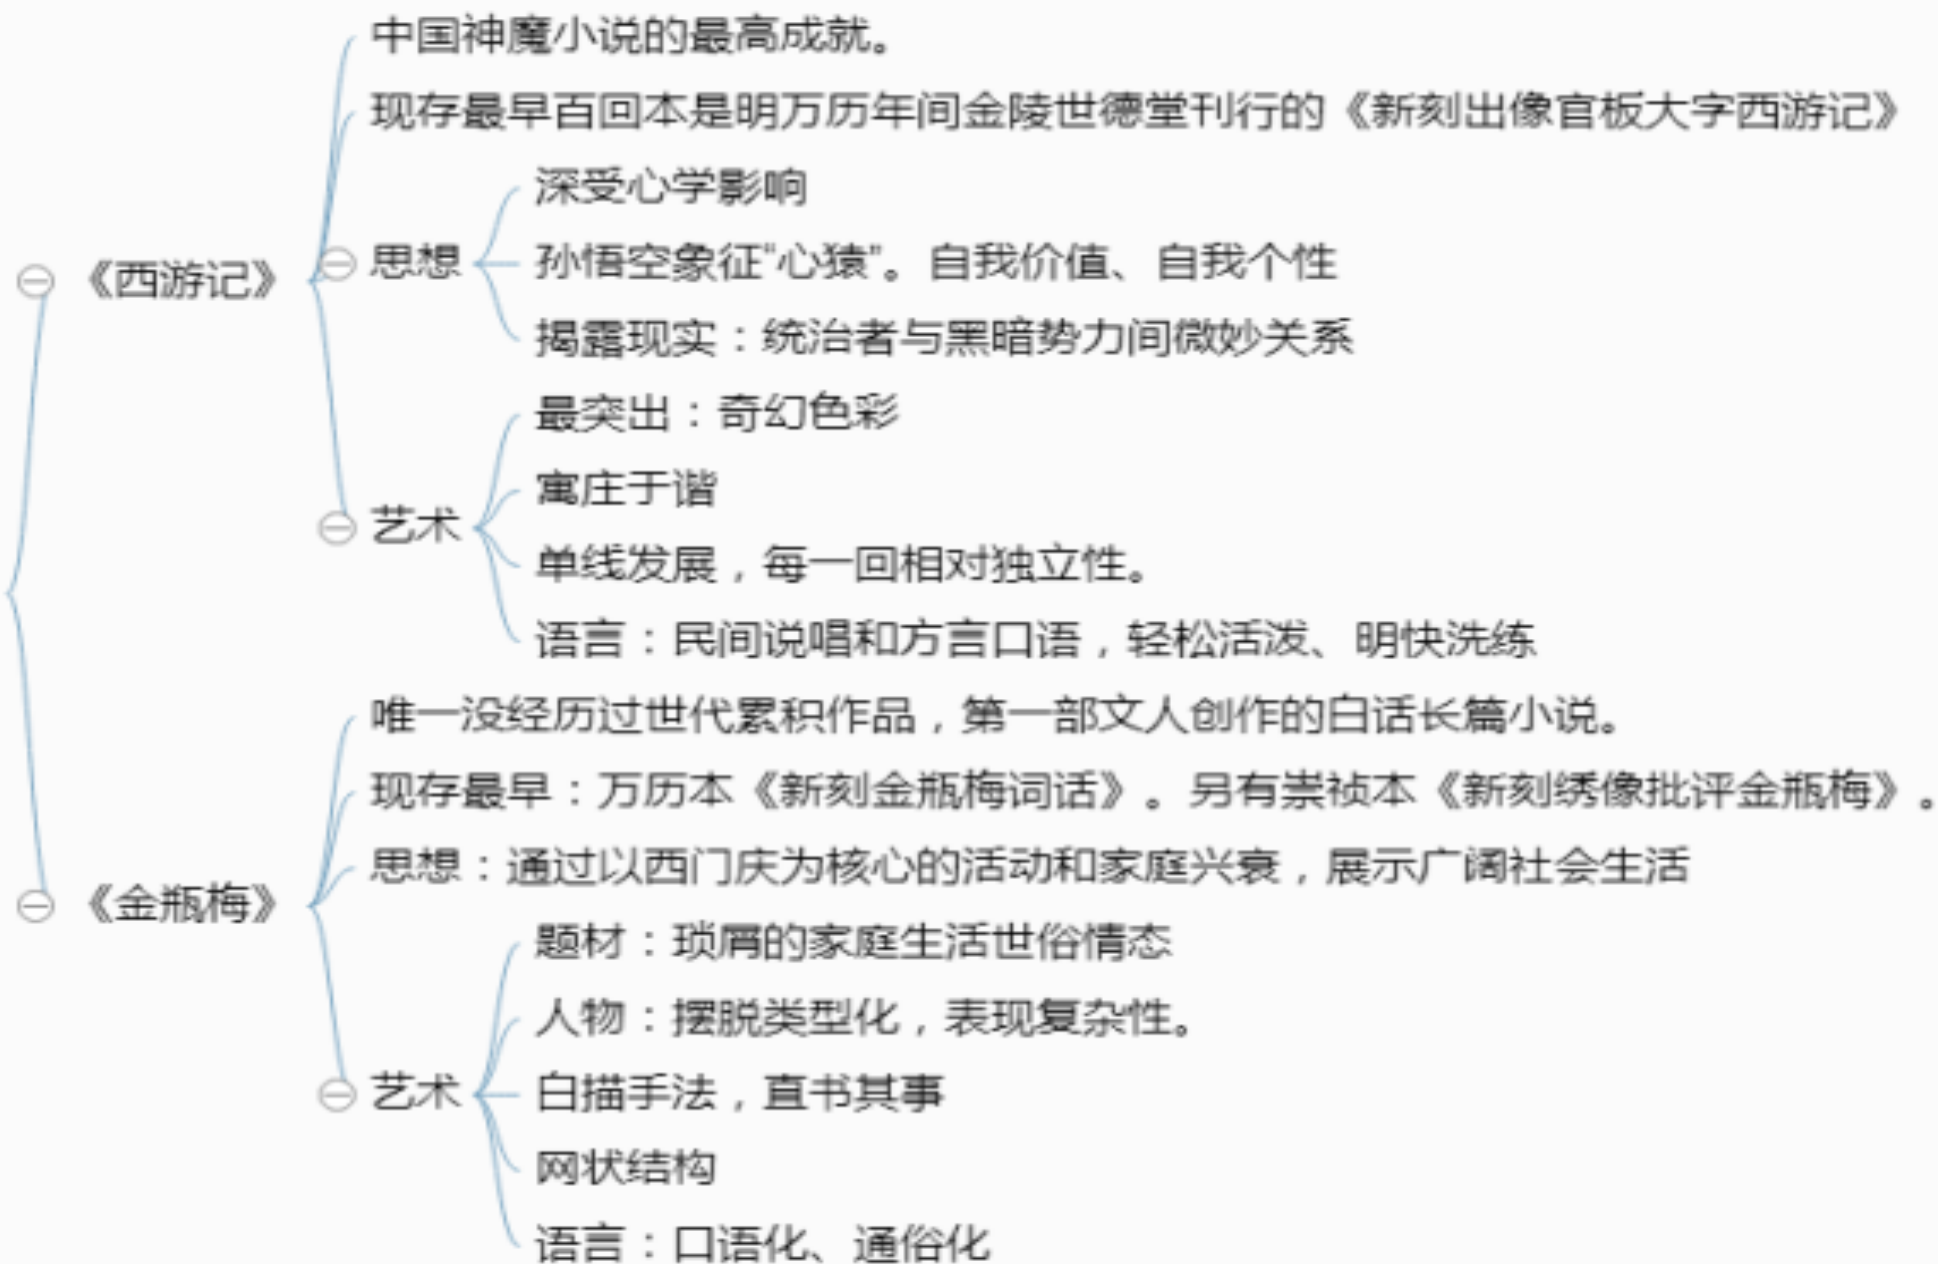 中国神魔小说的最高成就。
现存最早百回本是明万历年间金陵世德堂刊行的《新刻出像官板大字西游记》
深受心学影响
《西游记》
思想
孙悟空象征"心猿"。自我价值、自我个性
揭露现实：统治者与黑暗势力间微妙关系
最突出：奇幻色彩
寓庄于谐
艺术
单线发展，每一回相对独立性。
语言：民间说唱和方言口语，轻松活泼、明快洗练
唯一没经历过世代累积作品，第一部文人创作的白话长篇小说。
现存最早：万历本《新刻金瓶梅词话》。另有崇祯本《新刻绣像批评金瓶梅》。
思想：通过以西门庆为核心的活动和家庭兴衰，展示广阔社会生活
《金瓶梅》
题材：琐屑的家庭生活世俗情态
人物：摆脱类型化，表现复杂性。
艺术
白描手法，直书其事
网状结构
语言：口语化、通俗化